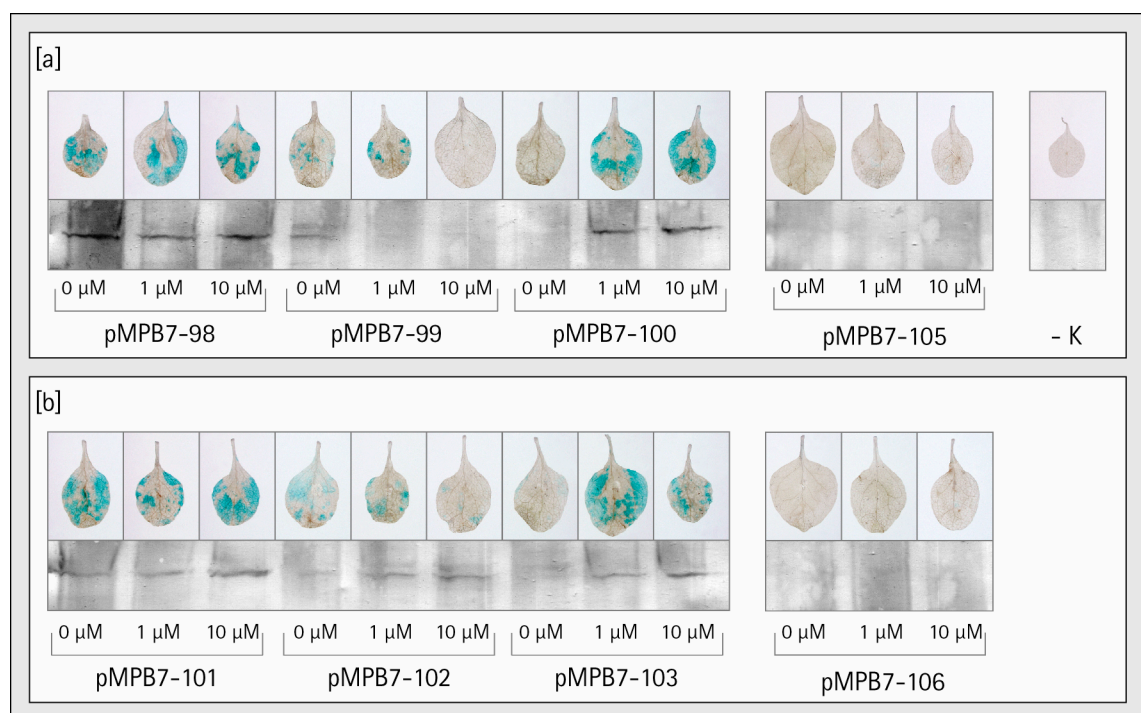 [a]
0 µM 1 µM 10 µM 0 µM 1 µM 10 µM 0 µM 1 µM 10 µM 0 µM 1 µM 10 µM
pMPB7-98 pMPB7-99 pMPB7-100 pMPB7-105 - K
[b]
0 µM 1 µM 10 µM 0 µM 1 µM 10 µM 0 µM 1 µM 10 µM 0 µM 1 µM 10 µM
pMPB7-101 pMPB7-102 pMPB7-103 pMPB7-106